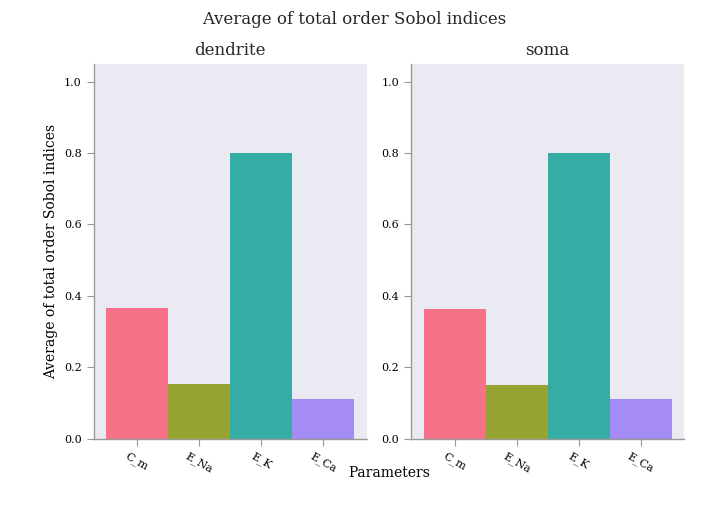 Average of total order Sobol indices
dendrite
soma
Average of total order Sobol indices
1.0
0.8
0.6
0.4
0.2
0.0
C_m
E_Na
E_K
E_Ca
1.0
0.8
0.6
0.4
0.2
0.0
C_m
E_Na
E_K
E_Ca
Parameters